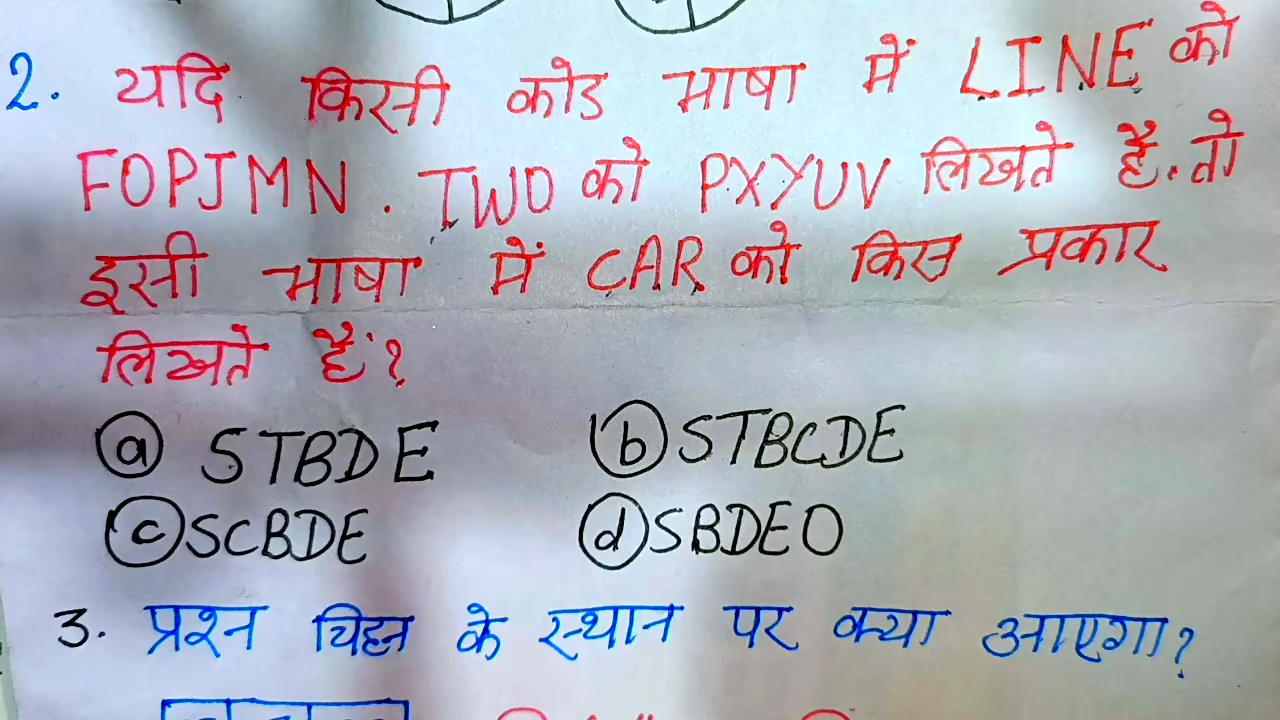 2. यदि किसी कोड भाषा में LINE को
FOPJMN. TWO को PXYUV लिखते है. तो
इसी भाषा में CAR को किस प्रकार
लिखते हैं?
(a) STBDE (b) STBCDE
(c) SCBDE (d) SBDEO
3. प्रश्न चिहन के स्थान पर क्या आएगा?